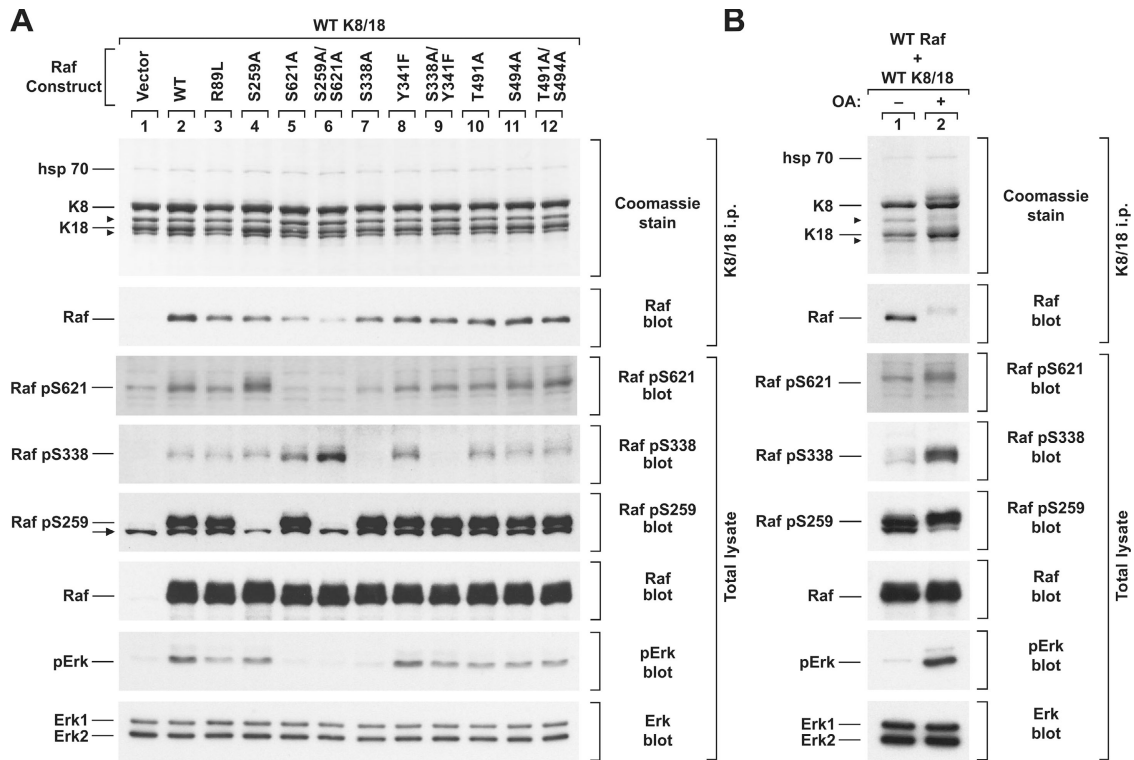 A
WT K8/18
Raf
Construct
Vector
WT
R89L
S259A
S621A
S259A/
S621A
S338A
Y341F
S338A/
Y341F
T491A
S494A
T491A/
S494A
1 2 3 4 5 6 7 8 9 10 11 12
hsp 70
K8
K18
Coomassie
stain
Raf
Raf
blot
K8/18 i.p.
Raf pS621
Raf pS621
blot
Raf pS338
Raf pS338
blot
Raf pS259
Raf pS259
blot
Raf
Raf
blot
pErk
pErk
blot
Erk1
Erk2
Erk
blot
Total lysate
B
WT Raf
+
WT K8/18
OA: – +
1 2
hsp 70
K8
K18
Coomassie
stain
Raf
Raf
blot
K8/18 i.p.
Raf pS621
Raf pS621
blot
Raf pS338
Raf pS338
blot
Raf pS259
Raf pS259
blot
Raf
Raf
blot
pErk
pErk
blot
Erk1
Erk2
Erk
blot
Total lysate